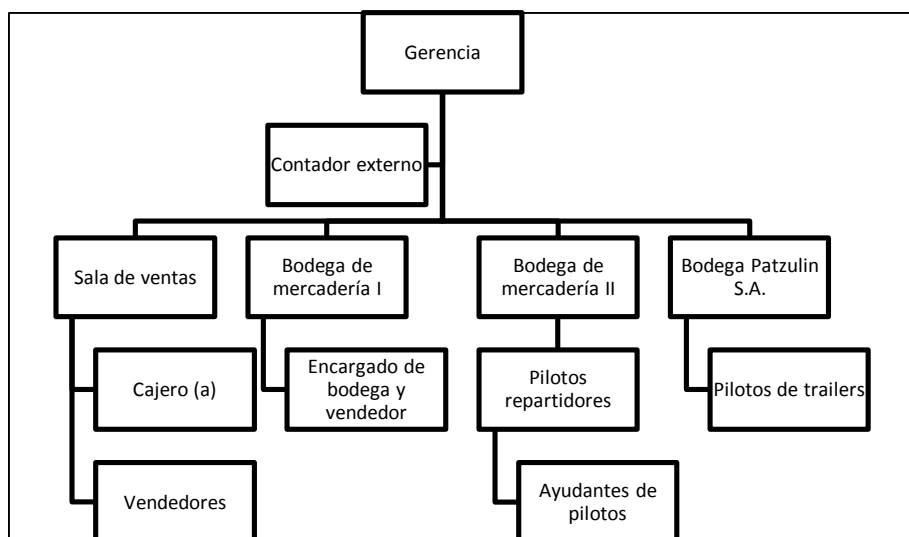 Gerencia
Contador externo
Sala de ventas
Bodega de
mercadería I
Bodega de
mercadería II
Bodega Patzulin
S.A.
Cajero (a)
Encargado de
bodega y
vendedor
Pilotos
repartidores
Pilotos de trailers
Vendedores
Ayudantes de
pilotos